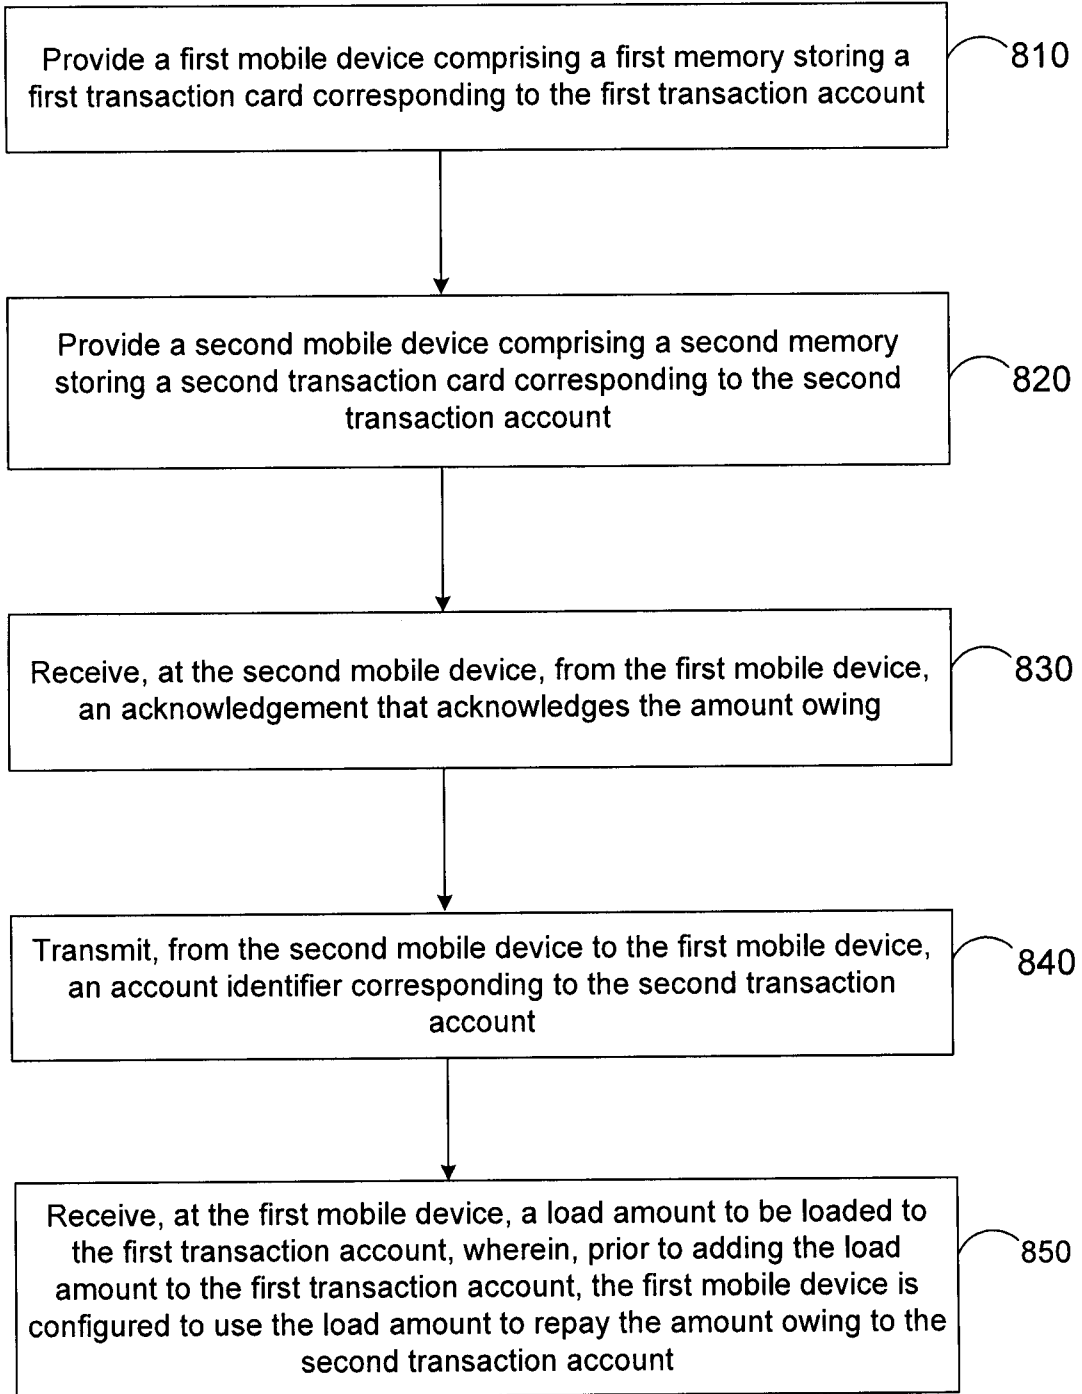 Provide a first mobile device comprising a first memory storing a
first transaction card corresponding to the first transaction account
810
Provide a second mobile device comprising a second memory
storing a second transaction card corresponding to the second
transaction account
820
Receive, at the second mobile device, from the first mobile device,
an acknowledgement that acknowledges the amount owing
830
Transmit, from the second mobile device to the first mobile device,
an account identifier corresponding to the second transaction
account
840
Receive, at the first mobile device, a load amount to be loaded to
the first transaction account, wherein, prior to adding the load
amount to the first transaction account, the first mobile device is
configured to use the load amount to repay the amount owing to the
second transaction account
850